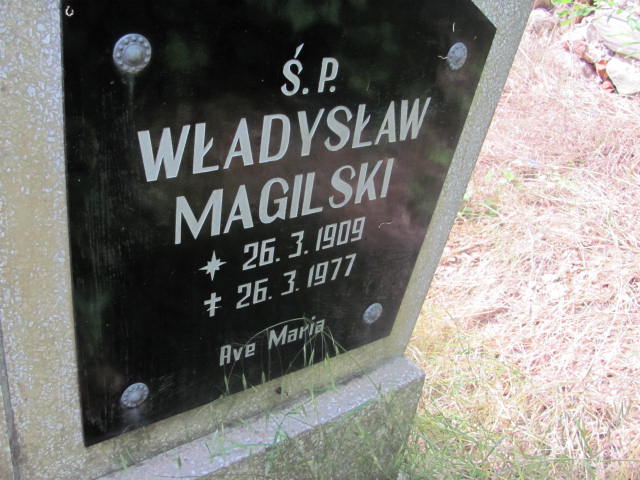 Ś. P.
WŁADYSŁAW
MAGILSKI
* 26. 3. 1909
‡ 26. 3. 1977
Ave Maria